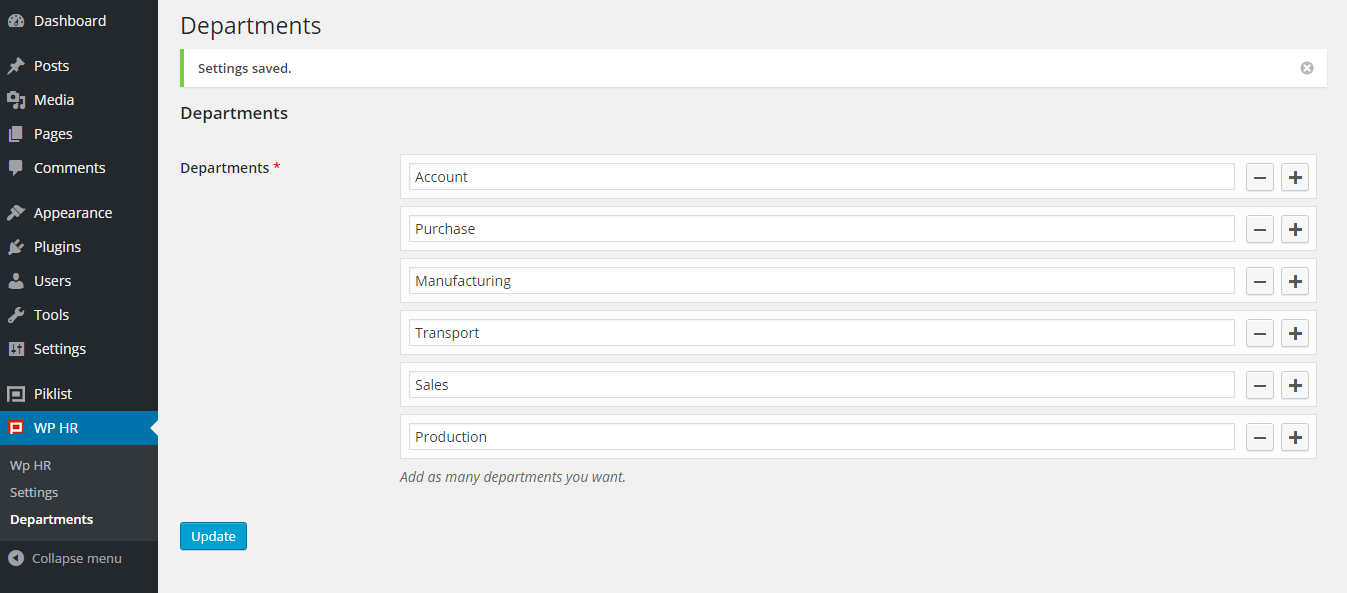 Dashboard
Posts
Media
Pages
Comments
Appearance
Plugins
Users
Tools
Settings
Piklist
WP HR
Wp HR
Settings
Departments
Collapse menu
Departments
Settings saved.
Departments
Departments *
Account
Purchase
Manufacturing
Transport
Sales
Production
Add as many departments you want.
Update